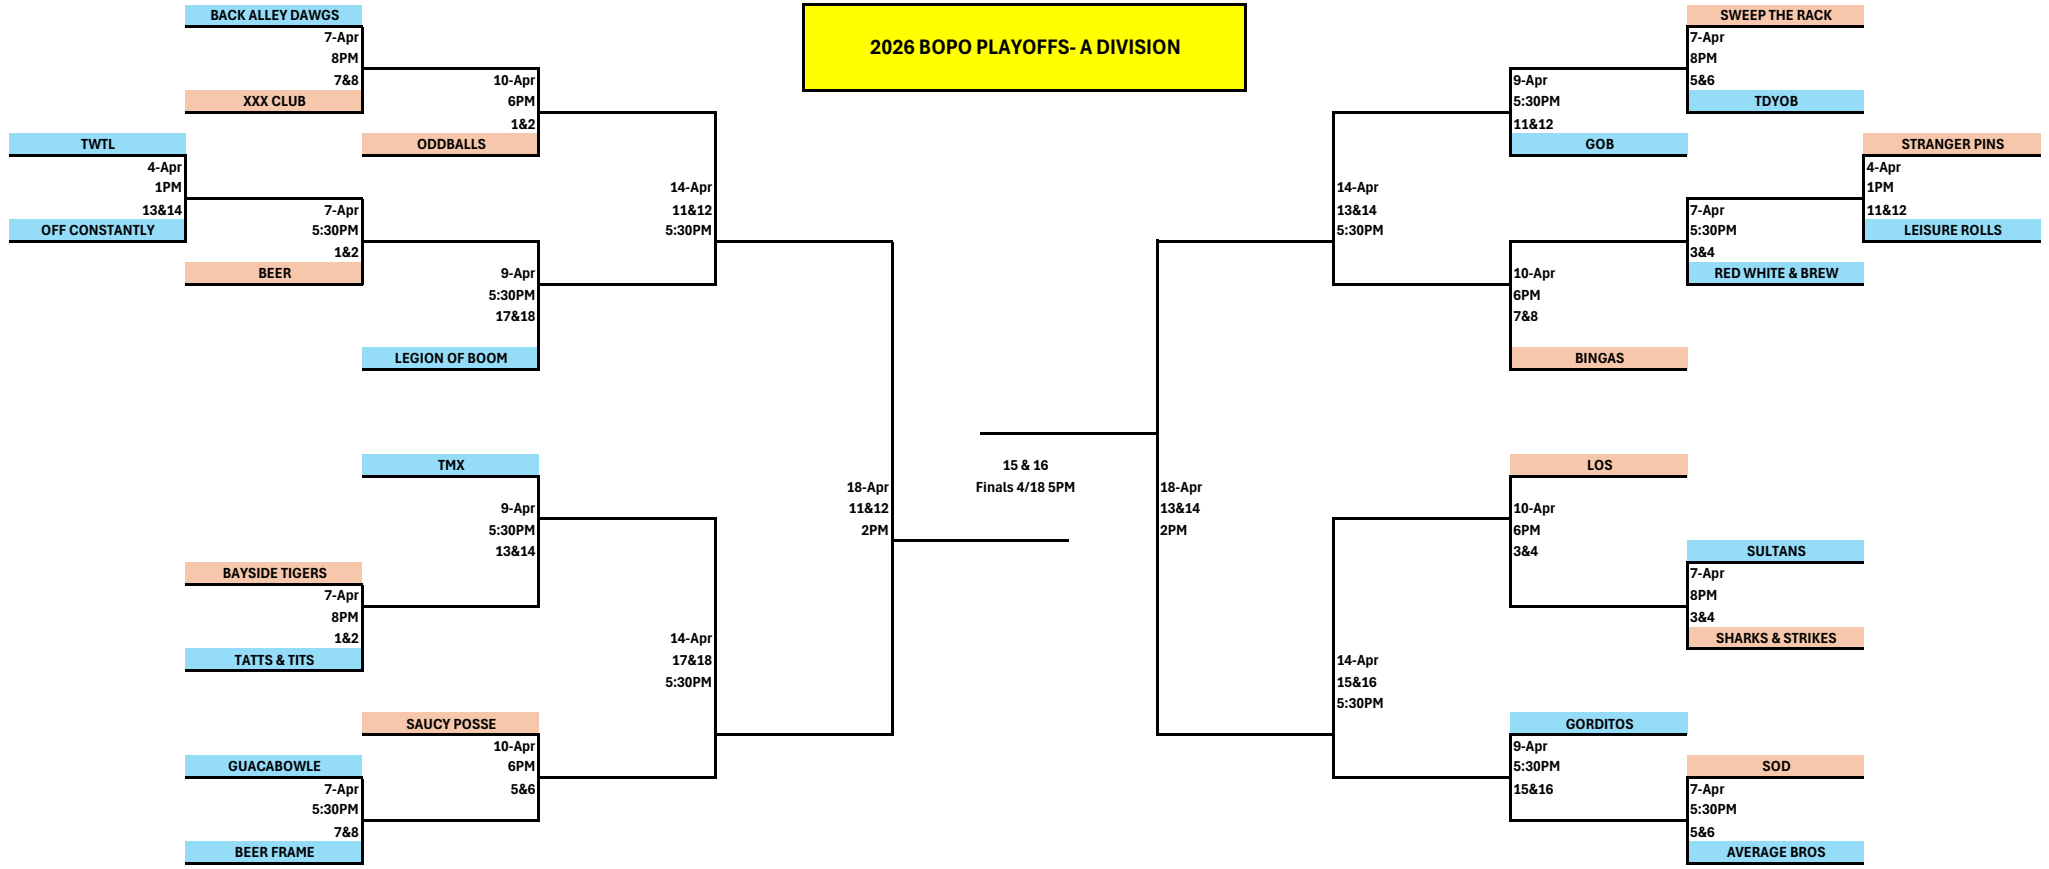 2026 BOPO PLAYOFFS- A DIVISION
BACK ALLEY DAWGS
7-Apr
8PM
7&8
XXX CLUB
10-Apr
6PM
1&2
ODDBALLS
TWTL
4-Apr
1PM
13&14
OFF CONSTANTLY
7-Apr
5:30PM
1&2
BEER
9-Apr
5:30PM
17&18
LEGION OF BOOM
14-Apr
11&12
5:30PM
TMX
9-Apr
5:30PM
13&14
BAYSIDE TIGERS
7-Apr
8PM
1&2
TATTS & TITS
14-Apr
17&18
5:30PM
SAUCY POSSE
10-Apr
6PM
5&6
GUACABOWLE
7-Apr
5:30PM
7&8
BEER FRAME
18-Apr
11&12
2PM
15 & 16
Finals 4/18 5PM
18-Apr
13&14
2PM
SWEEP THE RACK
7-Apr
8PM
5&6
TDYOB
9-Apr
5:30PM
11&12
GOB
STRANGER PINS
4-Apr
1PM
11&12
LEISURE ROLLS
14-Apr
13&14
5:30PM
7-Apr
5:30PM
3&4
RED WHITE & BREW
10-Apr
6PM
7&8
BINGAS
LOS
10-Apr
6PM
3&4
SULTANS
7-Apr
8PM
3&4
SHARKS & STRIKES
14-Apr
15&16
5:30PM
GORDITOS
9-Apr
5:30PM
15&16
SOD
7-Apr
5:30PM
5&6
AVERAGE BROS